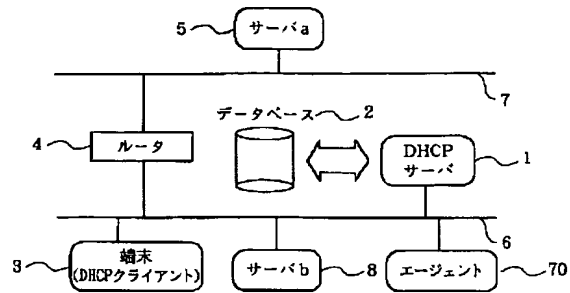 5 サーバa
7
データベース 2
4 ルータ
DHCP
サーバ 1
6
3 端末
(DHCPクライアント)
サーバb 8
エージェント 70